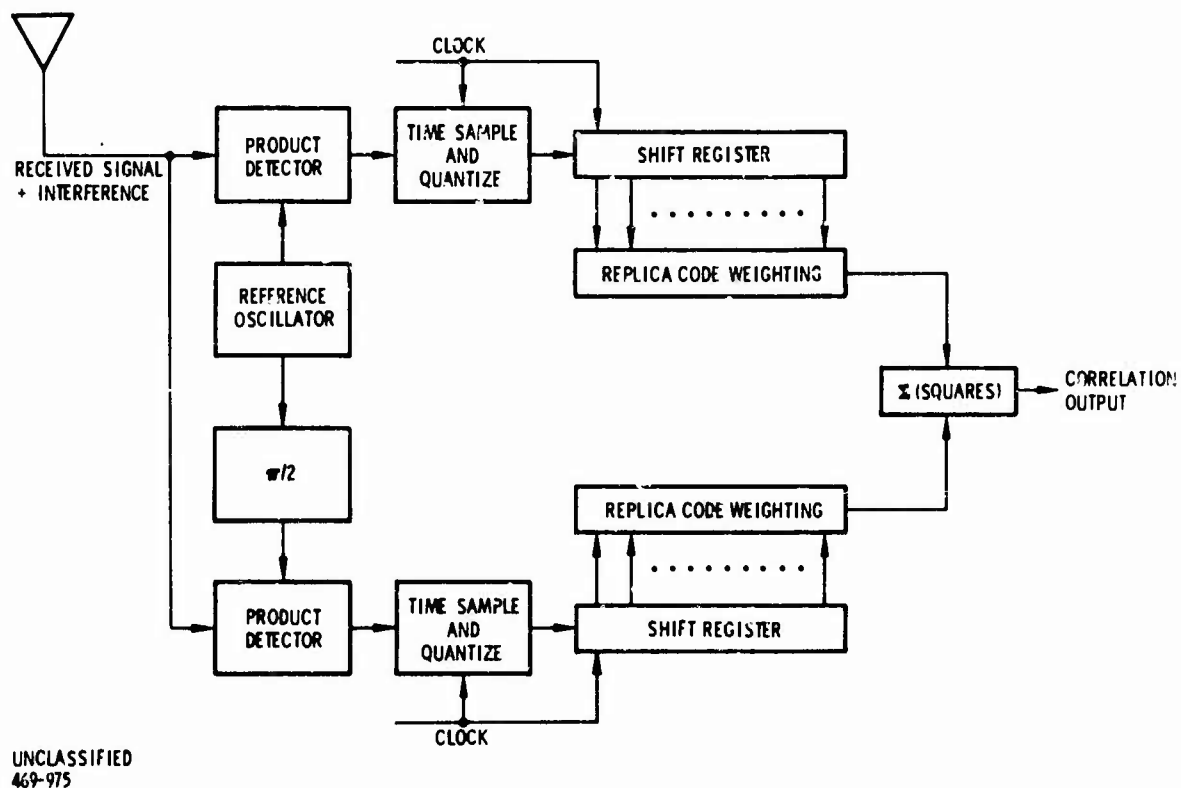 CLOCK
TIME SAMPLE
AND
QUANTIZE
PRODUCT
DETECTOR
SHIFT REGISTER
RECEIVED SIGNAL
+ INTERFERENCE
REPLICA CODE WEIGHTING
REFERENCE
OSCILLATOR
Σ (SQUARES)
CORRELATION
OUTPUT
π/2
REPLICA CODE WEIGHTING
PRODUCT
DETECTOR
TIME SAMPLE
AND
QUANTIZE
SHIFT REGISTER
CLOCK
UNCLASSIFIED
469-975